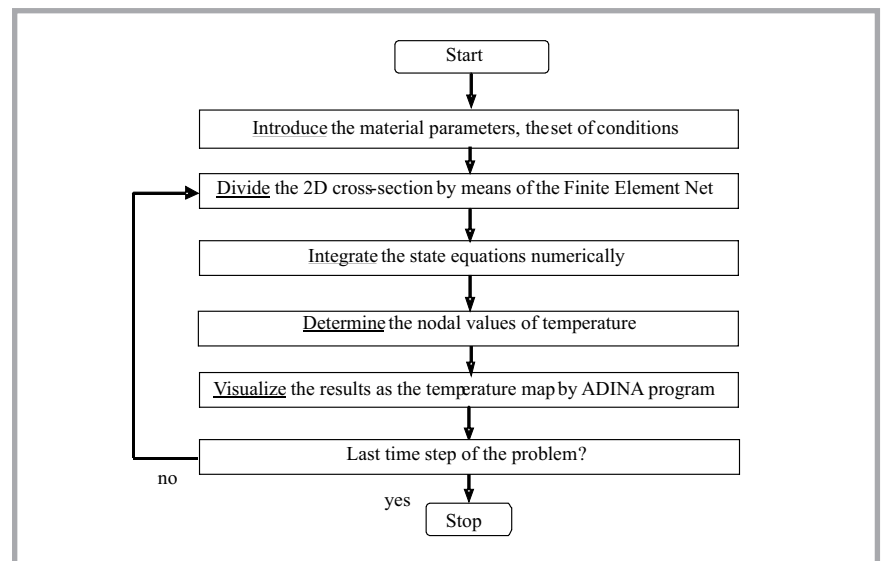 Start
Introduce the material parameters, the set of conditions
Divide the 2D cross-section by means of the Finite Element Net
Integrate the state equations numerically
Determine the nodal values of temperature
Visualize the results as the temperature map by ADINA program
Last time step of the problem?
no
yes
Stop